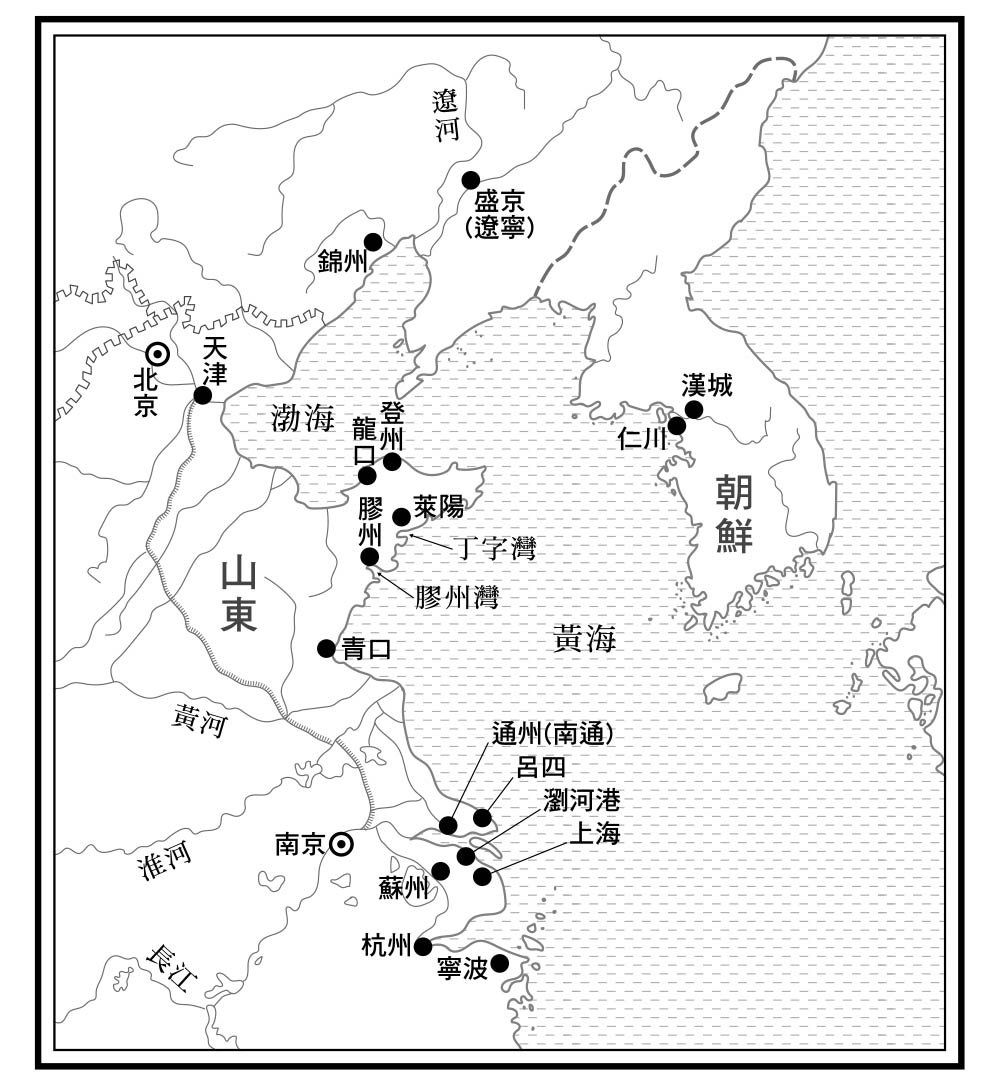 遼河
盛京
(遼寧)
錦州
天津
北京
渤海
登州
龍口
漢城
仁川
膠州
萊陽
朝鮮
丁字灣
山東
膠州灣
青口
黃海
黃河
通州(南通)
呂四
瀏河港
上海
南京
淮河
蘇州
杭州
長江
寧波